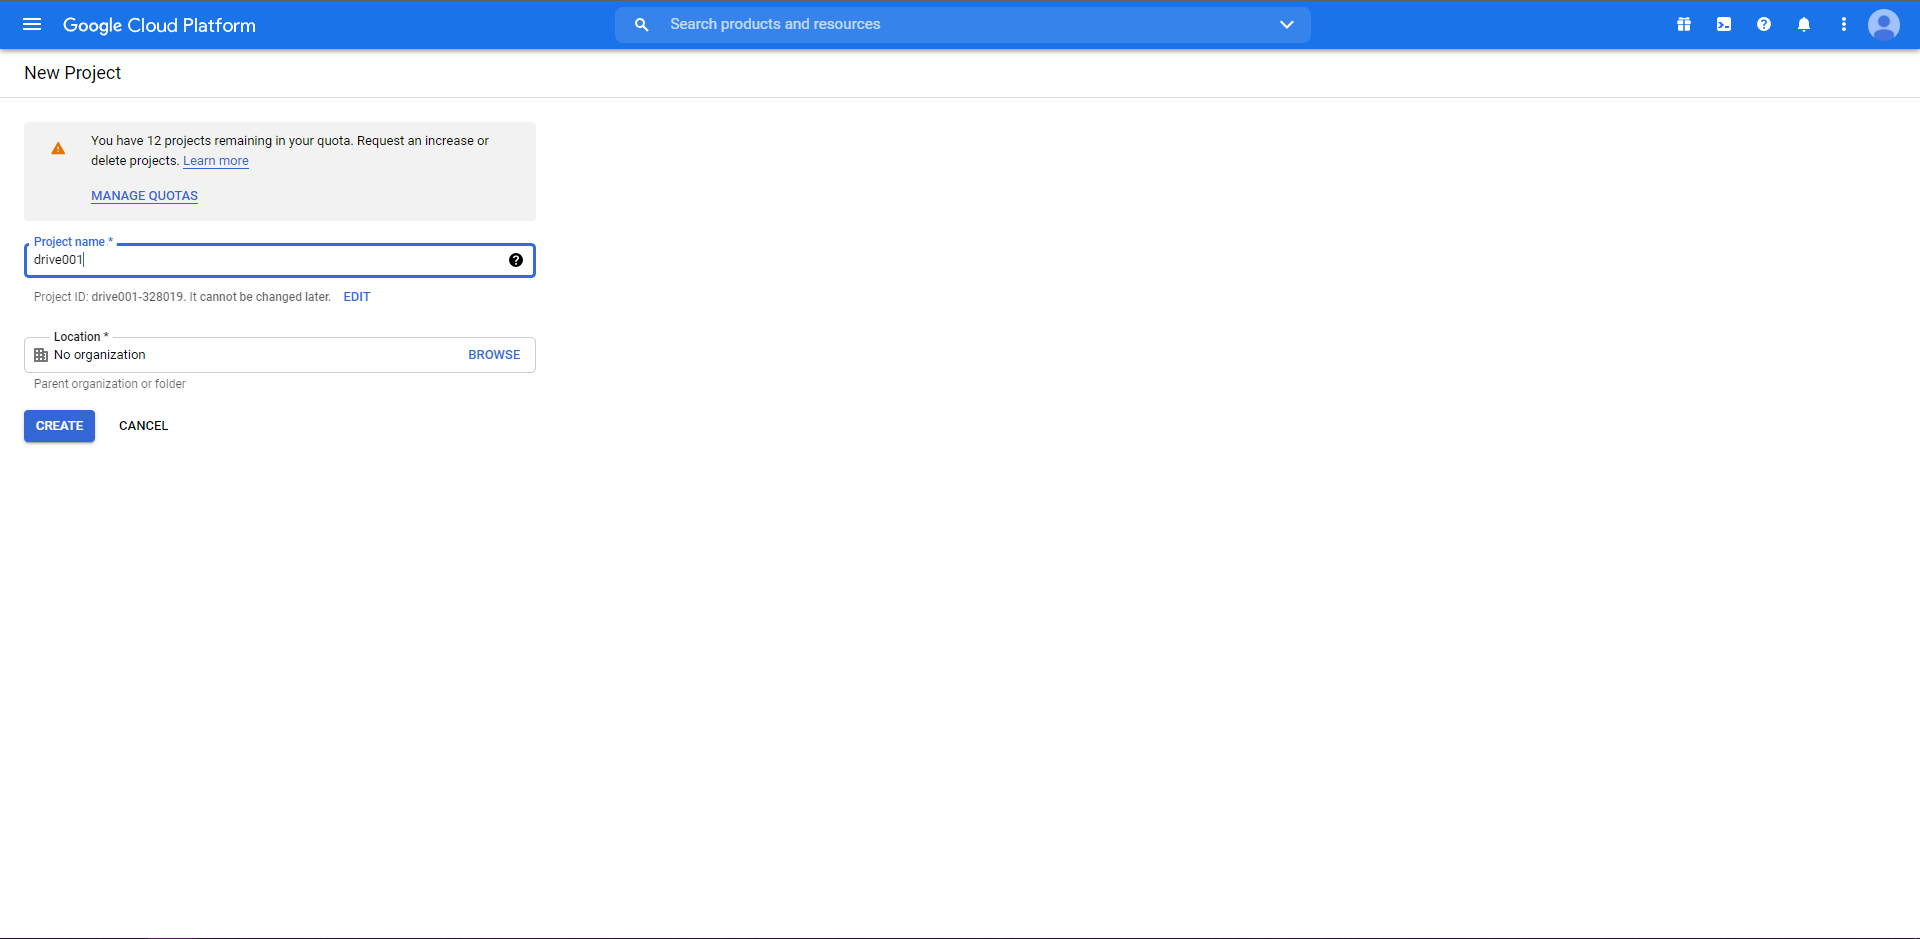 Google Cloud Platform
Search products and resources
New Project
You have 12 projects remaining in your quota. Request an increase or
delete projects. Learn more
MANAGE QUOTAS
Project name *
drive001
Project ID: drive001-328019. It cannot be changed later. EDIT
Location *
No organization BROWSE
Parent organization or folder
CREATE CANCEL